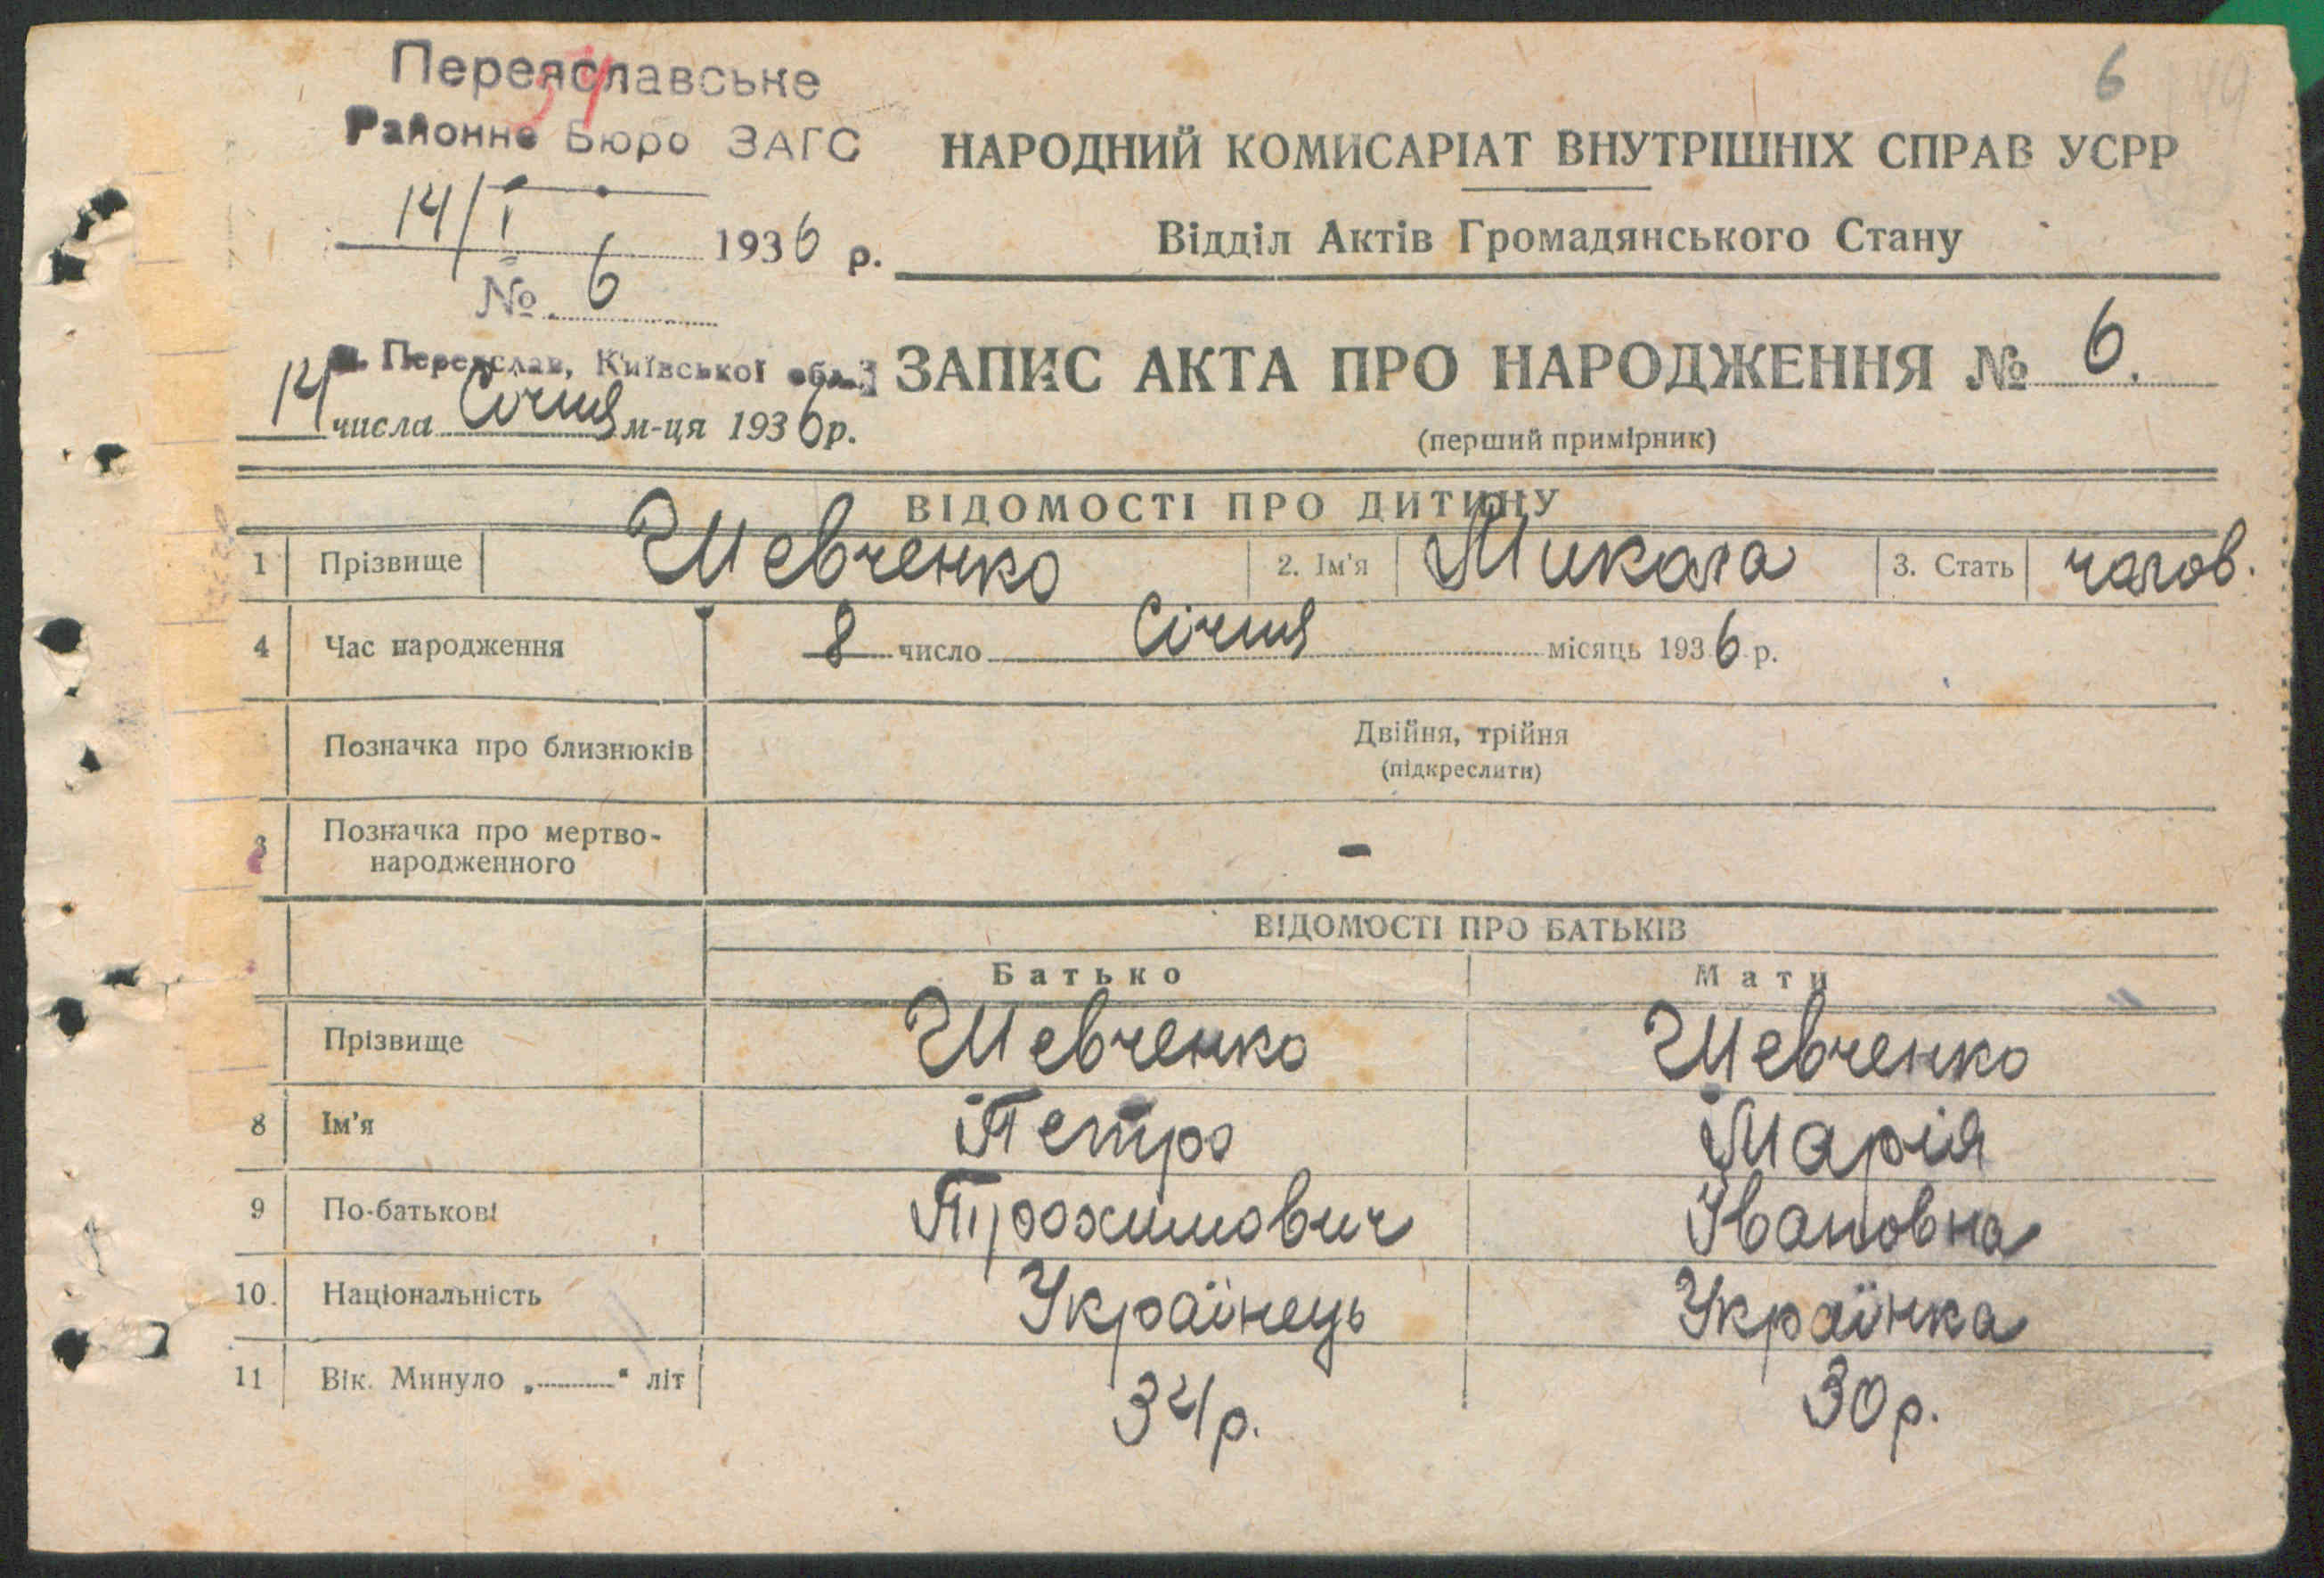 Переяславське
Районне Бюро ЗАГС
14/I 1936 р.
№ 6
м. Переяслав, Київської обл.
14 числа Січня м-ця 1936 р.
6
НАРОДНИЙ КОМИСАРІАТ ВНУТРІШНІХ СПРАВ УСРР
Відділ Актів Громадянського Стану
ЗАПИС АКТА ПРО НАРОДЖЕННЯ № 6.
(перший примірник)
ВІДОМОСТІ ПРО ДИТИНУ
1 Прізвище Шевченко 2. Ім'я Микола 3. Стать чолов.
4 Час народження 8 число Січня місяць 1936 р.
Позначка про близнюків Двійня, трійня
(підкреслити)
Позначка про мертво-
народженного -
ВІДОМОСТІ ПРО БАТЬКІВ
Батько Мати
Прізвище Шевченко Шевченко
8 Ім'я Петро Марія
9 По-батькові Трохимович Івановна
10. Національність Українець Українка
11 Вік. Минуло „ “ літ 34 р. 30 р.